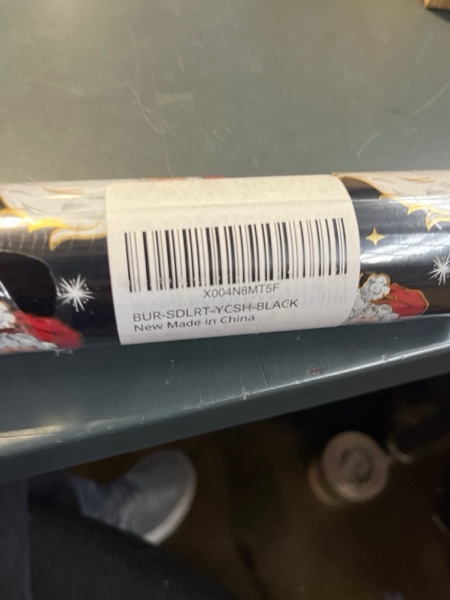 X004N8MT5F
BUR-SDLRT-YCSH-BLACK
New Made in China